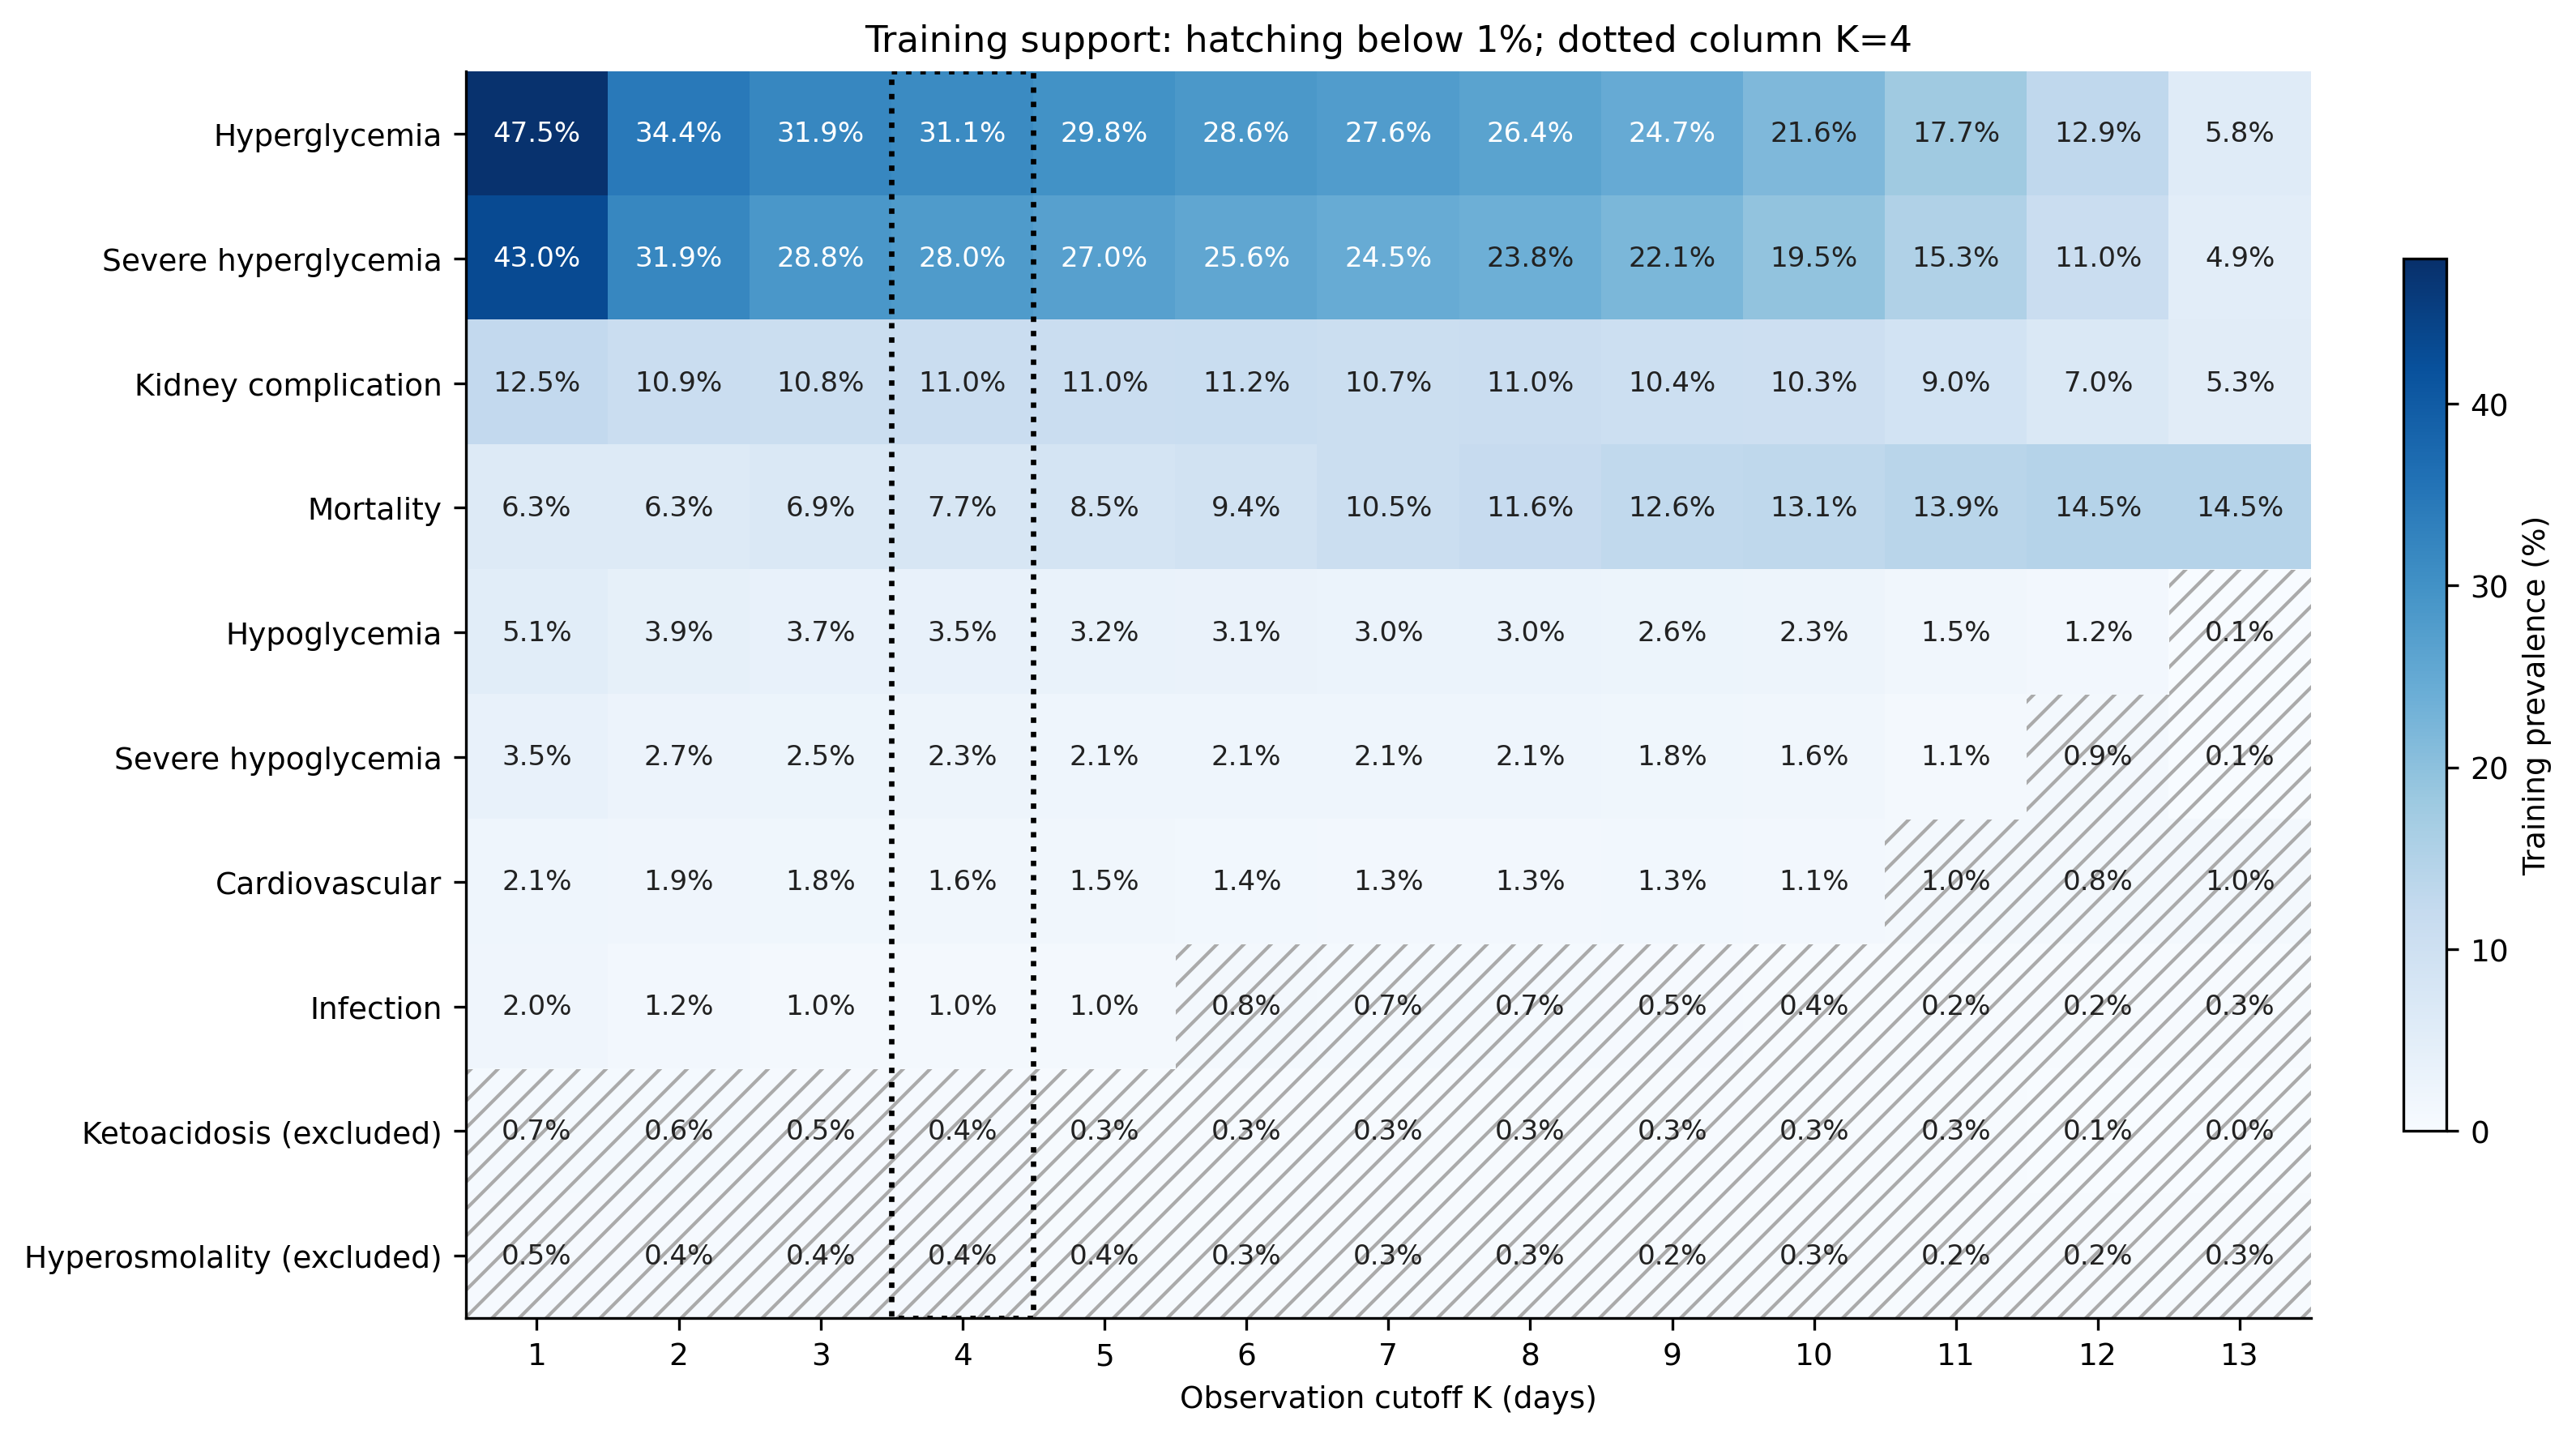 Training support: hatching below 1%; dotted column K=4
Hyperglycemia 47.5% 34.4% 31.9% 31.1% 29.8% 28.6% 27.6% 26.4% 24.7% 21.6% 17.7% 12.9% 5.8%
Severe hyperglycemia 43.0% 31.9% 28.8% 28.0% 27.0% 25.6% 24.5% 23.8% 22.1% 19.5% 15.3% 11.0% 4.9%
Kidney complication 12.5% 10.9% 10.8% 11.0% 11.0% 11.2% 10.7% 11.0% 10.4% 10.3% 9.0% 7.0% 5.3%
Mortality 6.3% 6.3% 6.9% 7.7% 8.5% 9.4% 10.5% 11.6% 12.6% 13.1% 13.9% 14.5% 14.5%
Hypoglycemia 5.1% 3.9% 3.7% 3.5% 3.2% 3.1% 3.0% 3.0% 2.6% 2.3% 1.5% 1.2% 0.1%
Severe hypoglycemia 3.5% 2.7% 2.5% 2.3% 2.1% 2.1% 2.1% 2.1% 1.8% 1.6% 1.1% 0.9% 0.1%
Cardiovascular 2.1% 1.9% 1.8% 1.6% 1.5% 1.4% 1.3% 1.3% 1.3% 1.1% 1.0% 0.8% 1.0%
Infection 2.0% 1.2% 1.0% 1.0% 1.0% 0.8% 0.7% 0.7% 0.5% 0.4% 0.2% 0.2% 0.3%
Ketoacidosis (excluded) 0.7% 0.6% 0.5% 0.4% 0.3% 0.3% 0.3% 0.3% 0.3% 0.3% 0.3% 0.1% 0.0%
Hyperosmolality (excluded) 0.5% 0.4% 0.4% 0.4% 0.4% 0.3% 0.3% 0.3% 0.2% 0.3% 0.2% 0.2% 0.3%
1 2 3 4 5 6 7 8 9 10 11 12 13
Observation cutoff K (days)
40
30
20
10
0
Training prevalence (%)